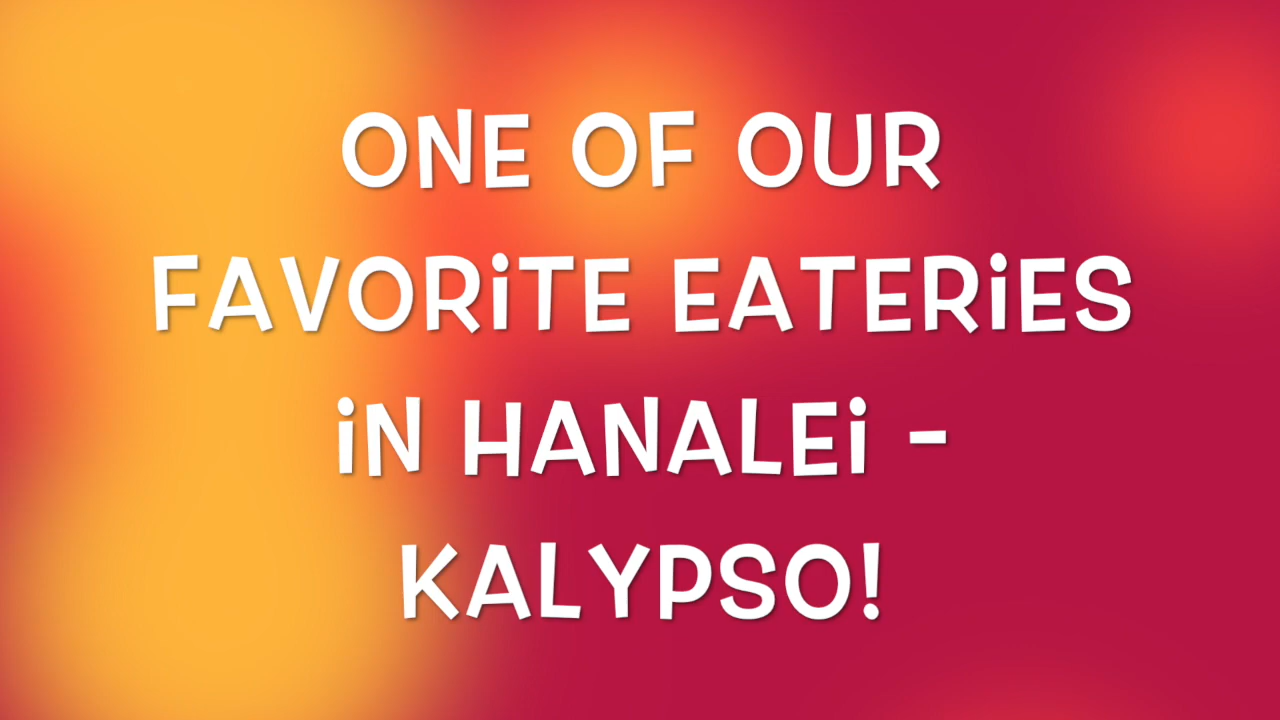 ONE OF OUR
FAVORiTE EATERiES
iN HANALEi -
KALYPSO!